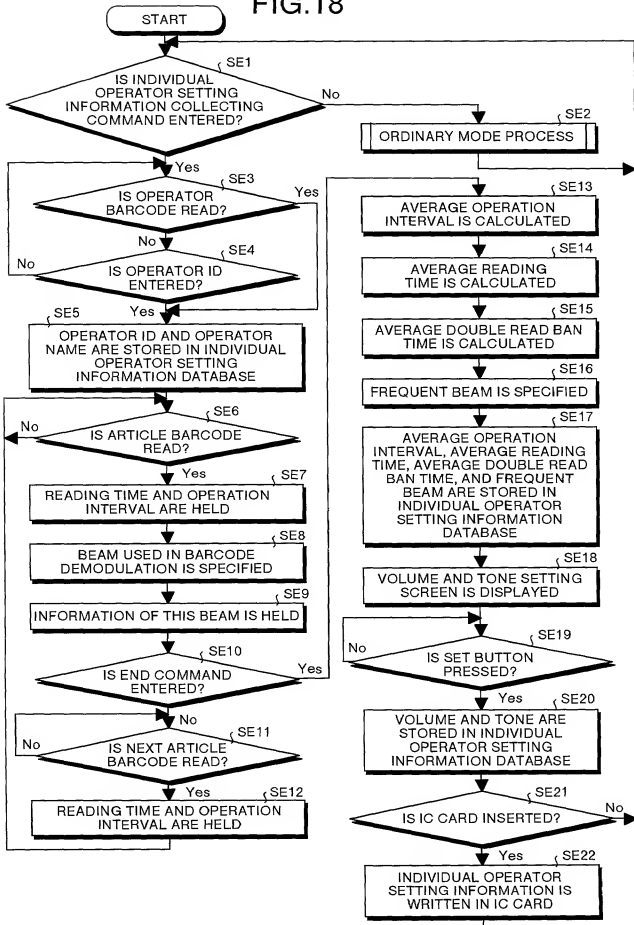 FIG.18
START
SE1
IS INDIVIDUAL
OPERATOR SETTING
INFORMATION COLLECTING
COMMAND ENTERED?
No
Yes
SE2
ORDINARY MODE PROCESS
SE3
IS OPERATOR
BARCODE READ?
Yes
No
SE4
IS OPERATOR ID
ENTERED?
No
Yes
SE5
OPERATOR ID AND OPERATOR
NAME ARE STORED IN INDIVIDUAL
OPERATOR SETTING
INFORMATION DATABASE
SE6
IS ARTICLE BARCODE
READ?
No
Yes
SE7
READING TIME AND OPERATION
INTERVAL ARE HELD
SE8
BEAM USED IN BARCODE
DEMODULATION IS SPECIFIED
SE9
INFORMATION OF THIS BEAM IS HELD
SE10
IS END COMMAND
ENTERED?
Yes
No
SE11
IS NEXT ARTICLE
BARCODE READ?
No
Yes
SE12
READING TIME AND OPERATION
INTERVAL ARE HELD
SE13
AVERAGE OPERATION
INTERVAL IS CALCULATED
SE14
AVERAGE READING
TIME IS CALCULATED
SE15
AVERAGE DOUBLE READ BAN
TIME IS CALCULATED
SE16
FREQUENT BEAM IS SPECIFIED
SE17
AVERAGE OPERATION
INTERVAL, AVERAGE READING
TIME, AVERAGE DOUBLE READ
BAN TIME, AND FREQUENT
BEAM ARE STORED IN
INDIVIDUAL OPERATOR
SETTING INFORMATION
DATABASE
SE18
VOLUME AND TONE SETTING
SCREEN IS DISPLAYED
SE19
IS SET BUTTON
PRESSED?
No
Yes
SE20
VOLUME AND TONE ARE
STORED IN INDIVIDUAL
OPERATOR SETTING
INFORMATION DATABASE
SE21
IS IC CARD INSERTED?
No
Yes
SE22
INDIVIDUAL OPERATOR
SETTING INFORMATION IS
WRITTEN IN IC CARD